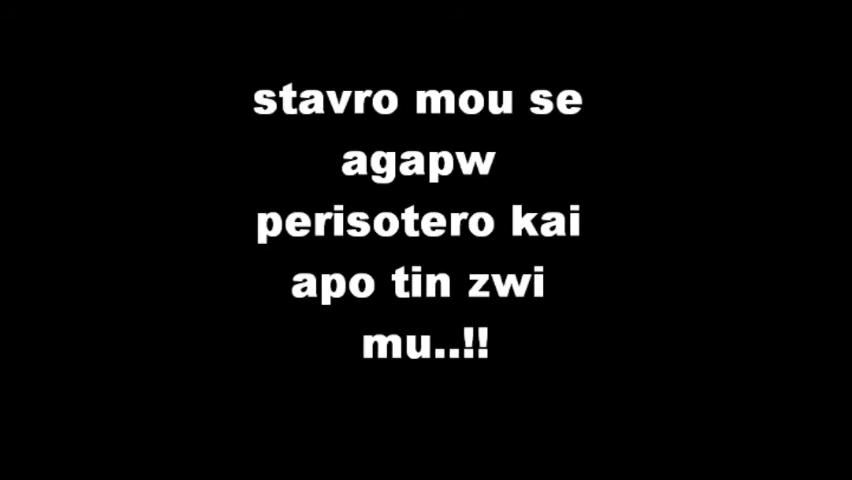 stavro mou se
agapw
perisotero kai
apo tin zwi
mu..!!